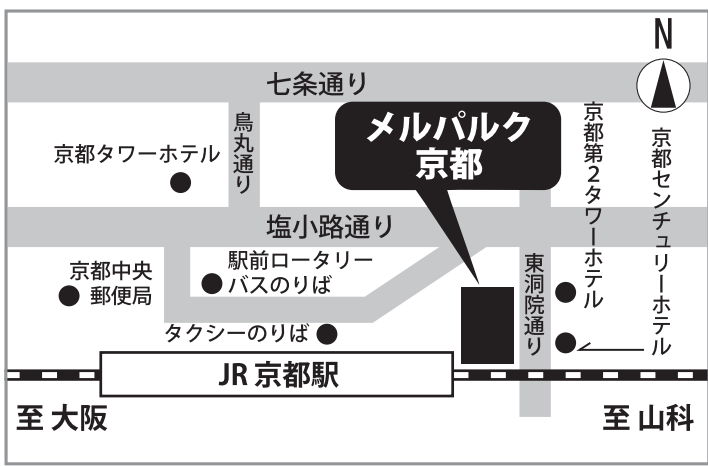 N
七条通り
烏丸通り
メルパルク
京都
京都第2タワーホテル
京都センチュリーホテル
京都タワーホテル
塩小路通り
駅前ロータリー
バスのりば
京都中央
郵便局
東洞院通り
タクシーのりば
JR 京都駅
至 大阪
至 山科